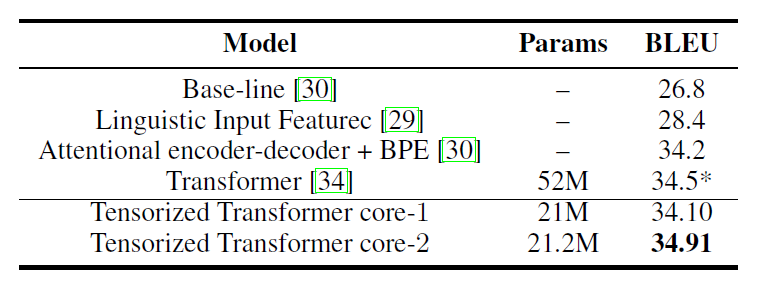 Model Params BLEU
Base-line [30] – 26.8
Linguistic Input Featurec [29] – 28.4
Attentional encoder-decoder + BPE [30] – 34.2
Transformer [34] 52M 34.5*
Tensorized Transformer core-1 21M 34.10
Tensorized Transformer core-2 21.2M 34.91